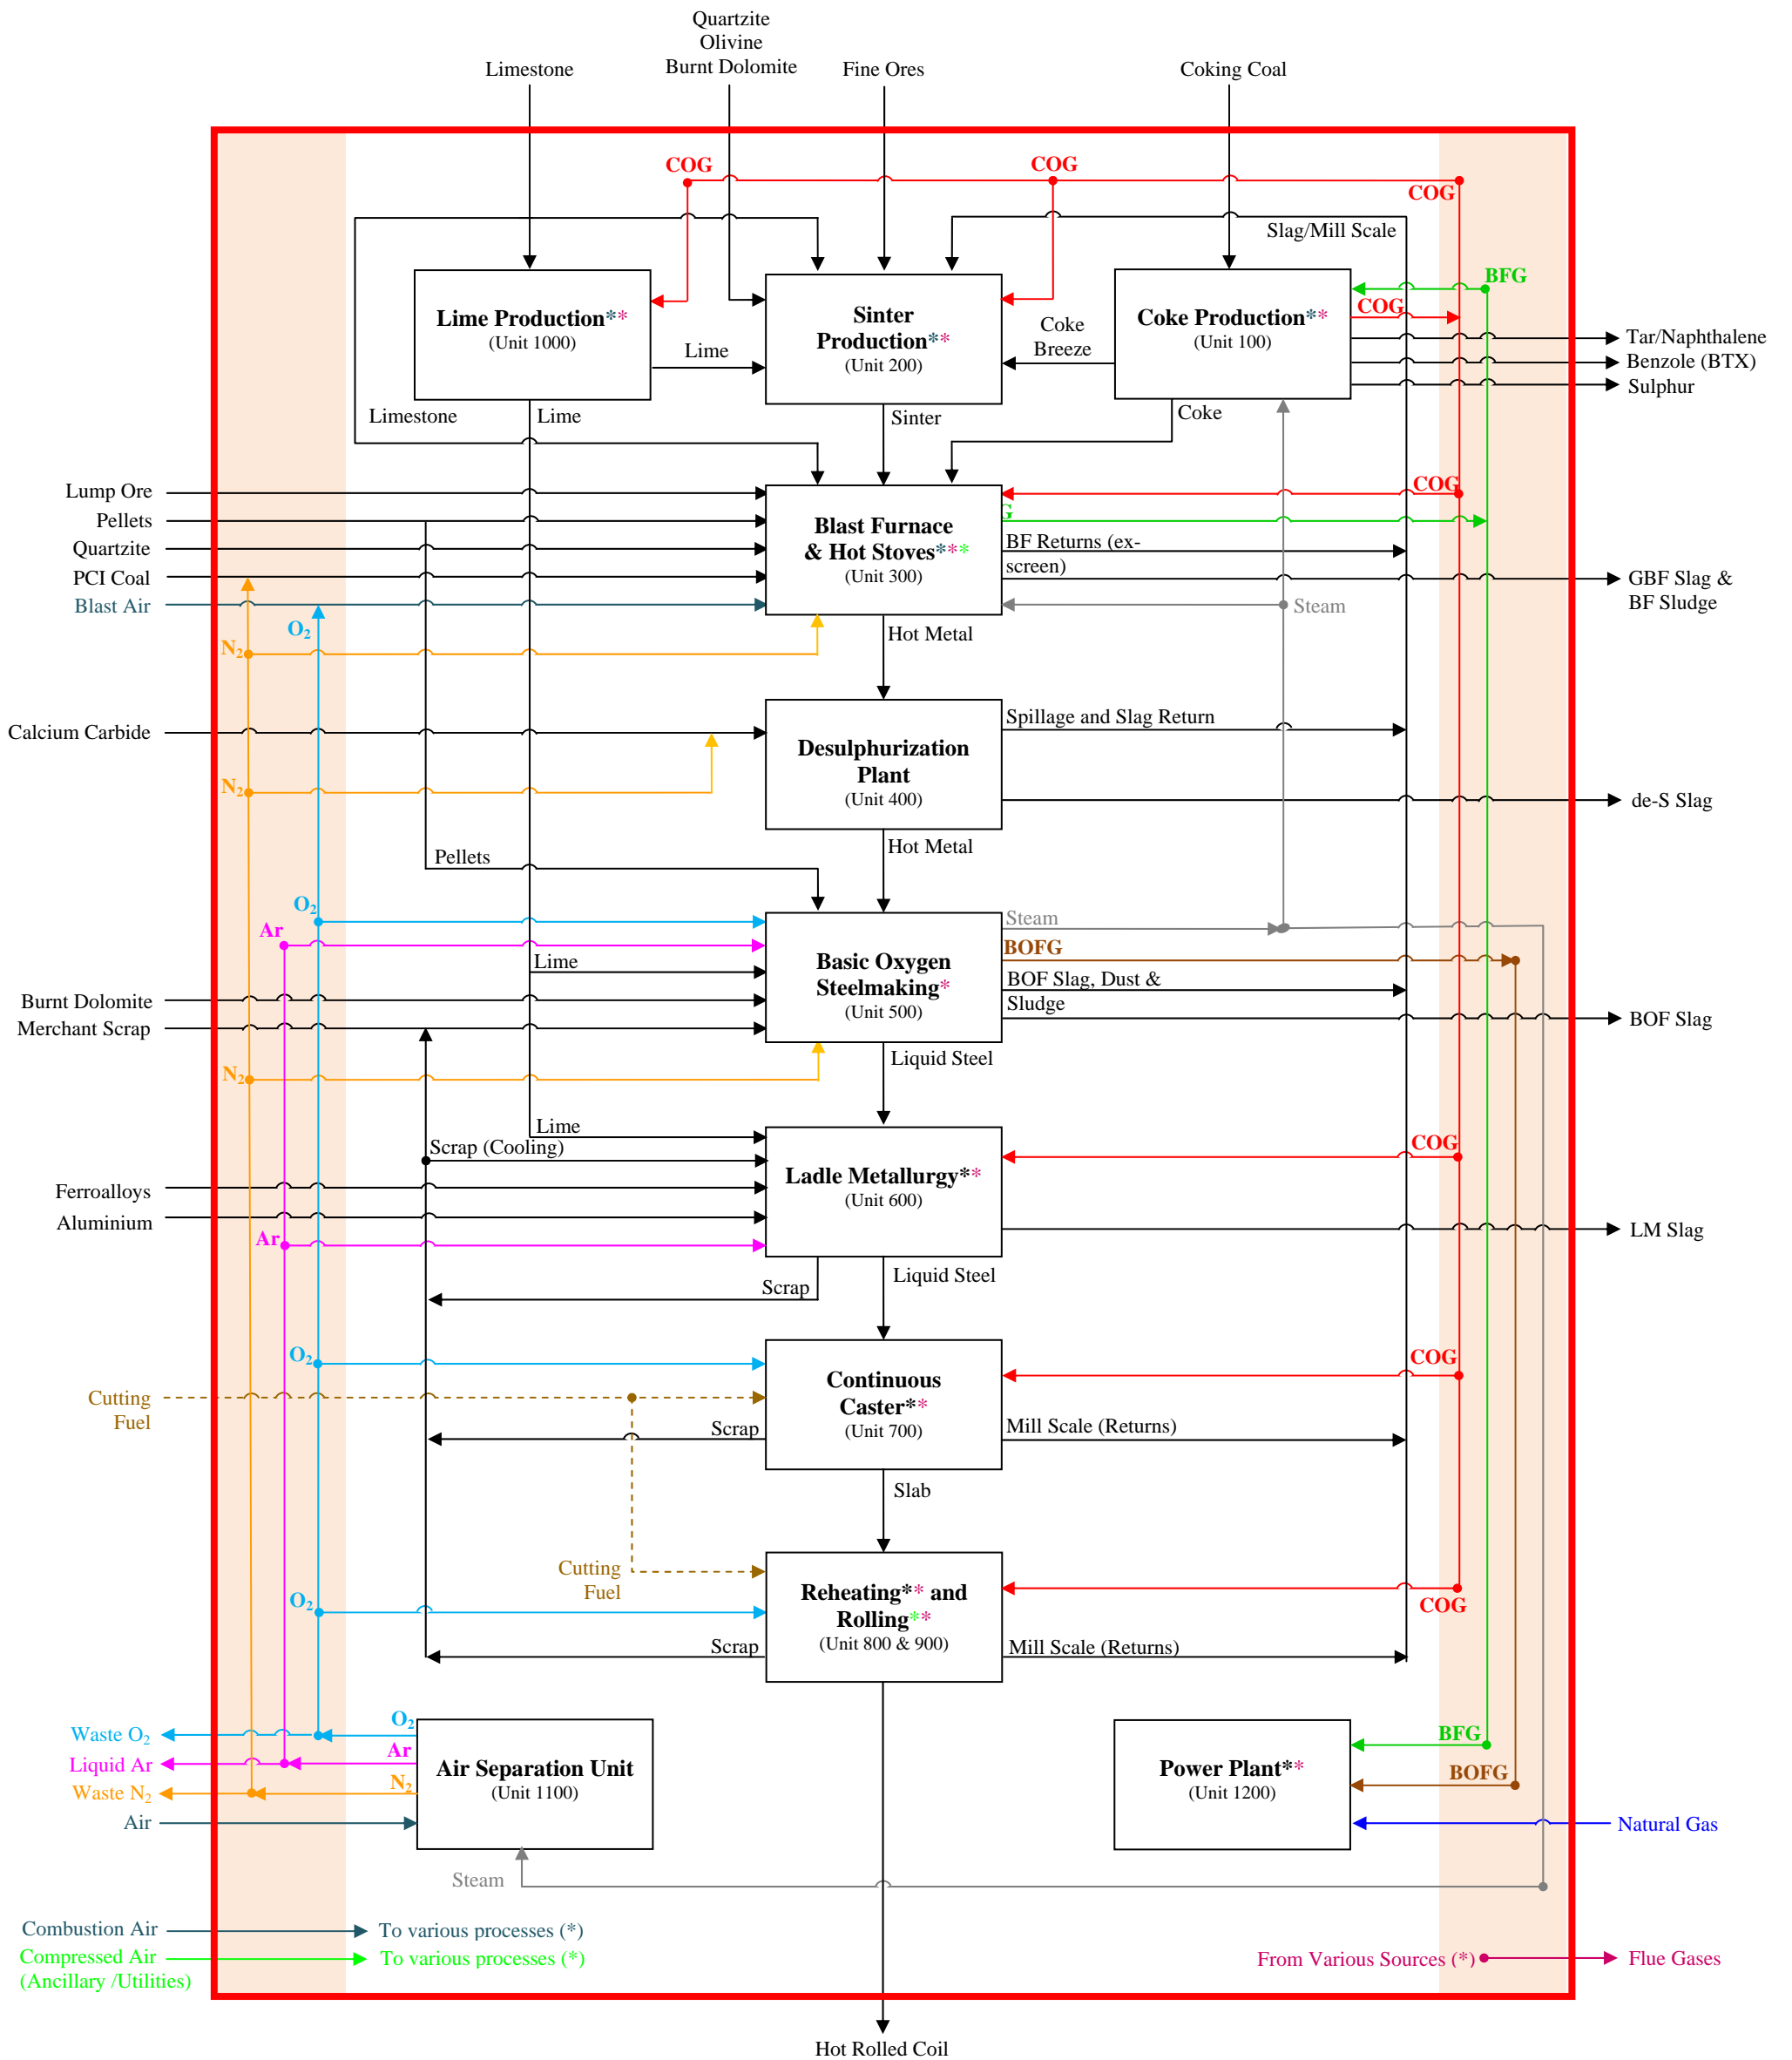 Quartzite
Olivine
Burnt Dolomite
Limestone
Fine Ores
Coking Coal
COG
COG
COG
Slag/Mill Scale
BFG
Lime Production**
(Unit 1000)
Sinter
Production**
(Unit 200)
Coke Production**
(Unit 100)
COG
Coke
Breeze
Lime
Tar/Naphthalene
Benzole (BTX)
Sulphur
Limestone
Lime
Sinter
Coke
Lump Ore
Pellets
Quartzite
PCI Coal
Blast Air
COG
G
Blast Furnace
& Hot Stoves***
(Unit 300)
BF Returns (ex-
screen)
GBF Slag &
BF Sludge
Steam
O2
N2
Hot Metal
Calcium Carbide
Spillage and Slag Return
Desulphurization
Plant
(Unit 400)
N2
de-S Slag
Hot Metal
Pellets
O2
Ar
Steam
BOFG
Lime
Basic Oxygen
Steelmaking*
(Unit 500)
BOF Slag, Dust &
Sludge
Burnt Dolomite
Merchant Scrap
BOF Slag
Liquid Steel
N2
Lime
Scrap (Cooling)
COG
Ladle Metallurgy**
(Unit 600)
Ferroalloys
Aluminium
LM Slag
Ar
Liquid Steel
Scrap
O2
COG
Cutting
Fuel
Continuous
Caster**
(Unit 700)
Scrap
Mill Scale (Returns)
Slab
Cutting
Fuel
O2
Reheating** and
Rolling**
(Unit 800 & 900)
COG
Scrap
Mill Scale (Returns)
Waste O2
Liquid Ar
Waste N2
Air
O2
Ar
N2
Air Separation Unit
(Unit 1100)
Power Plant**
(Unit 1200)
BFG
BOFG
Natural Gas
Steam
Combustion Air
To various processes (*)
Compressed Air
(Ancillary /Utilities)
To various processes (*)
From Various Sources (*)
Flue Gases
Hot Rolled Coil